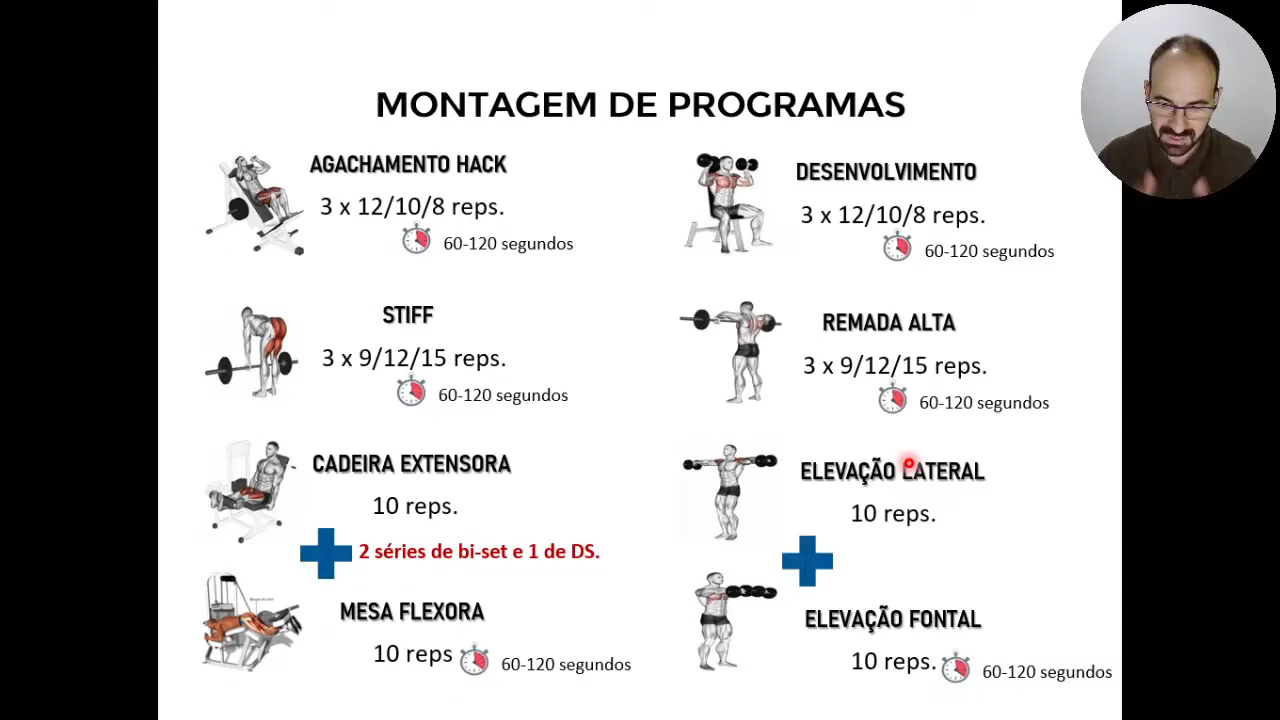 MONTAGEM DE PROGRAMAS
AGACHAMENTO HACK
3 x 12/10/8 reps.
60-120 segundos
STIFF
3 x 9/12/15 reps.
60-120 segundos
CADEIRA EXTENSORA
10 reps.
2 séries de bi-set e 1 de DS.
MESA FLEXORA
10 reps
60-120 segundos
DESENVOLVIMENTO
3 x 12/10/8 reps.
60-120 segundos
REMADA ALTA
3 x 9/12/15 reps.
60-120 segundos
ELEVAÇÃO LATERAL
10 reps.
ELEVAÇÃO FONTAL
10 reps.
60-120 segundos